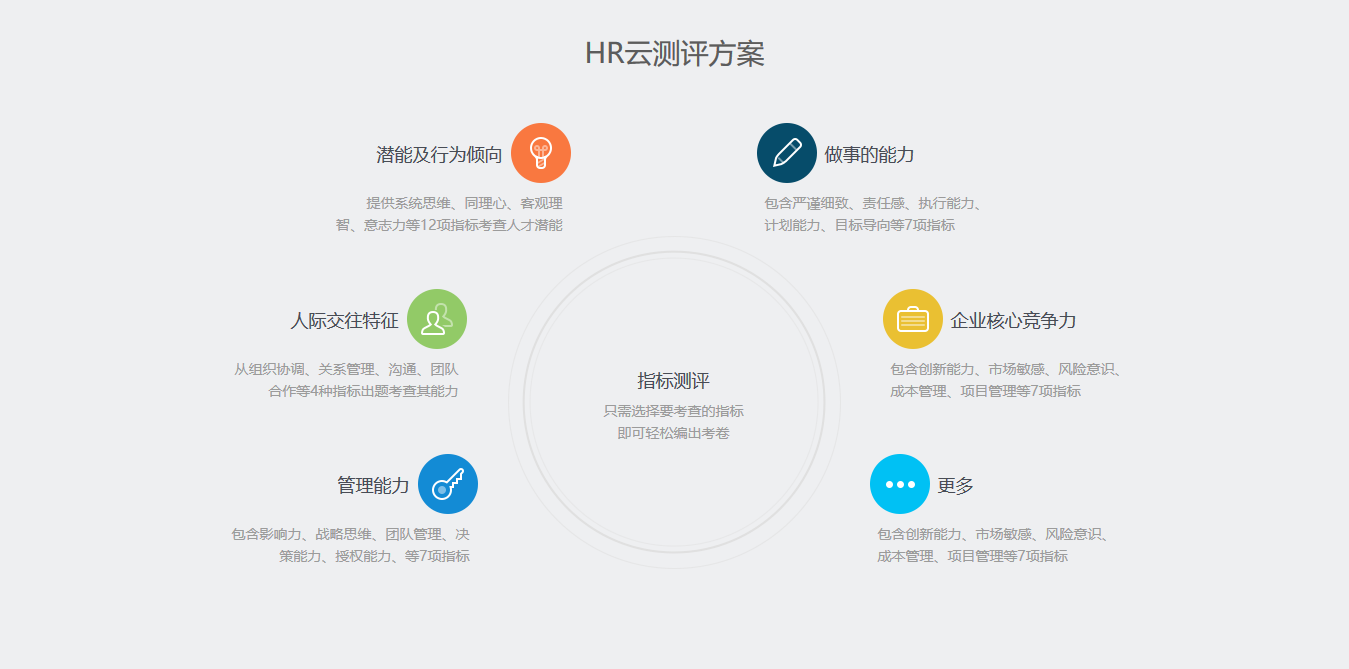 HR云测评方案
潜能及行为倾向
提供系统思维、同理心、客观理
智、意志力等12项指标考查人才潜能
做事的能力
包含严谨细致、责任感、执行能力、
计划能力、目标导向等7项指标
人际交往特征
从组织协调、关系管理、沟通、团队
合作等4种指标出题考查其能力
企业核心竞争力
包含创新能力、市场敏感、风险意识、
成本管理、项目管理等7项指标
指标测评
只需选择要考查的指标
即可轻松编出考卷
管理能力
包含影响力、战略思维、团队管理、决
策能力、授权能力、等7项指标
更多
包含创新能力、市场敏感、风险意识、
成本管理、项目管理等7项指标